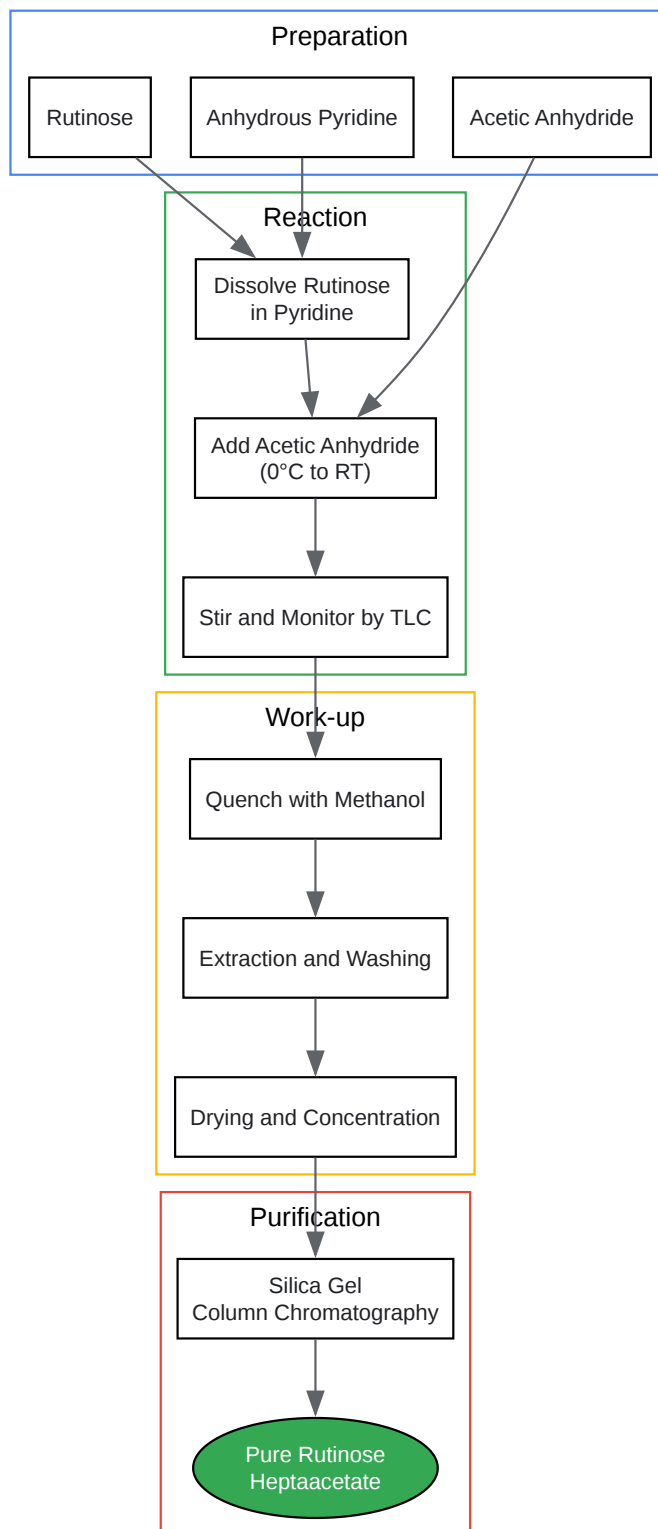 Preparation
Rutinose
Anhydrous Pyridine
Acetic Anhydride
Reaction
Dissolve Rutinose
in Pyridine
Add Acetic Anhydride
(0°C to RT)
Stir and Monitor by TLC
Work-up
Quench with Methanol
Extraction and Washing
Drying and Concentration
Purification
Silica Gel
Column Chromatography
Pure Rutinose
Heptaacetate